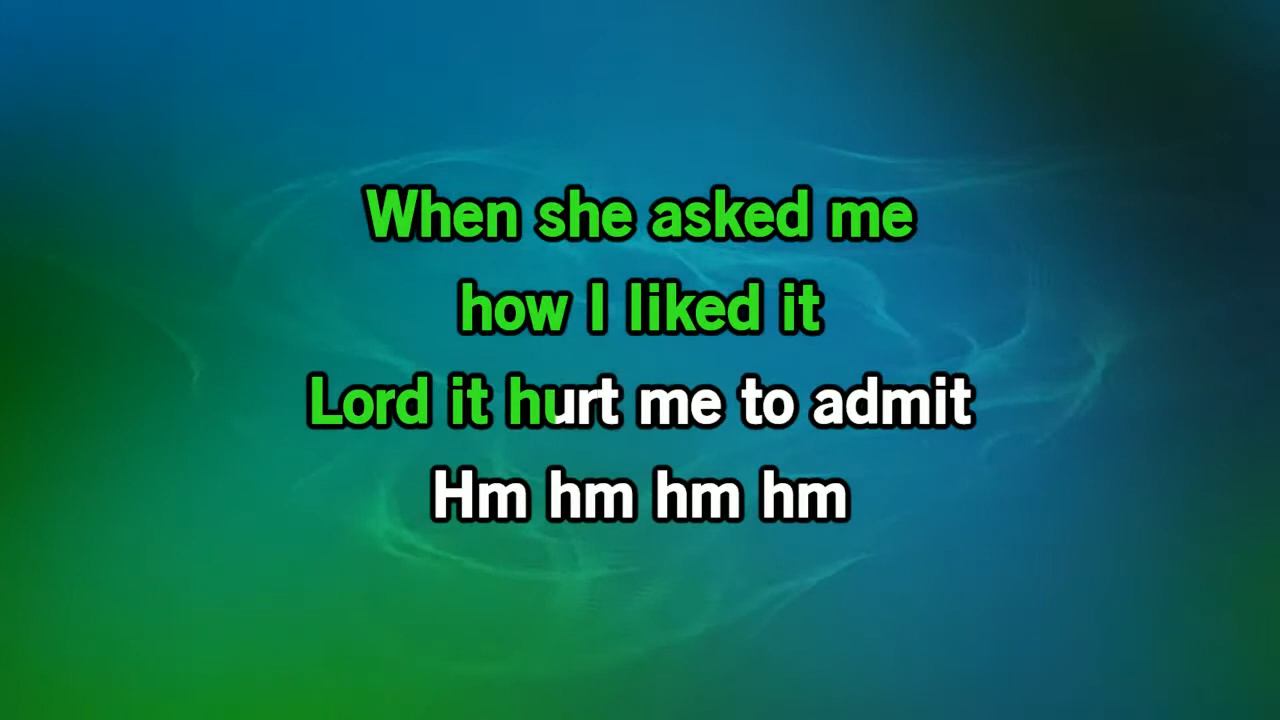 When she asked me
how I liked it
Lord it hurt me to admit
Hm hm hm hm